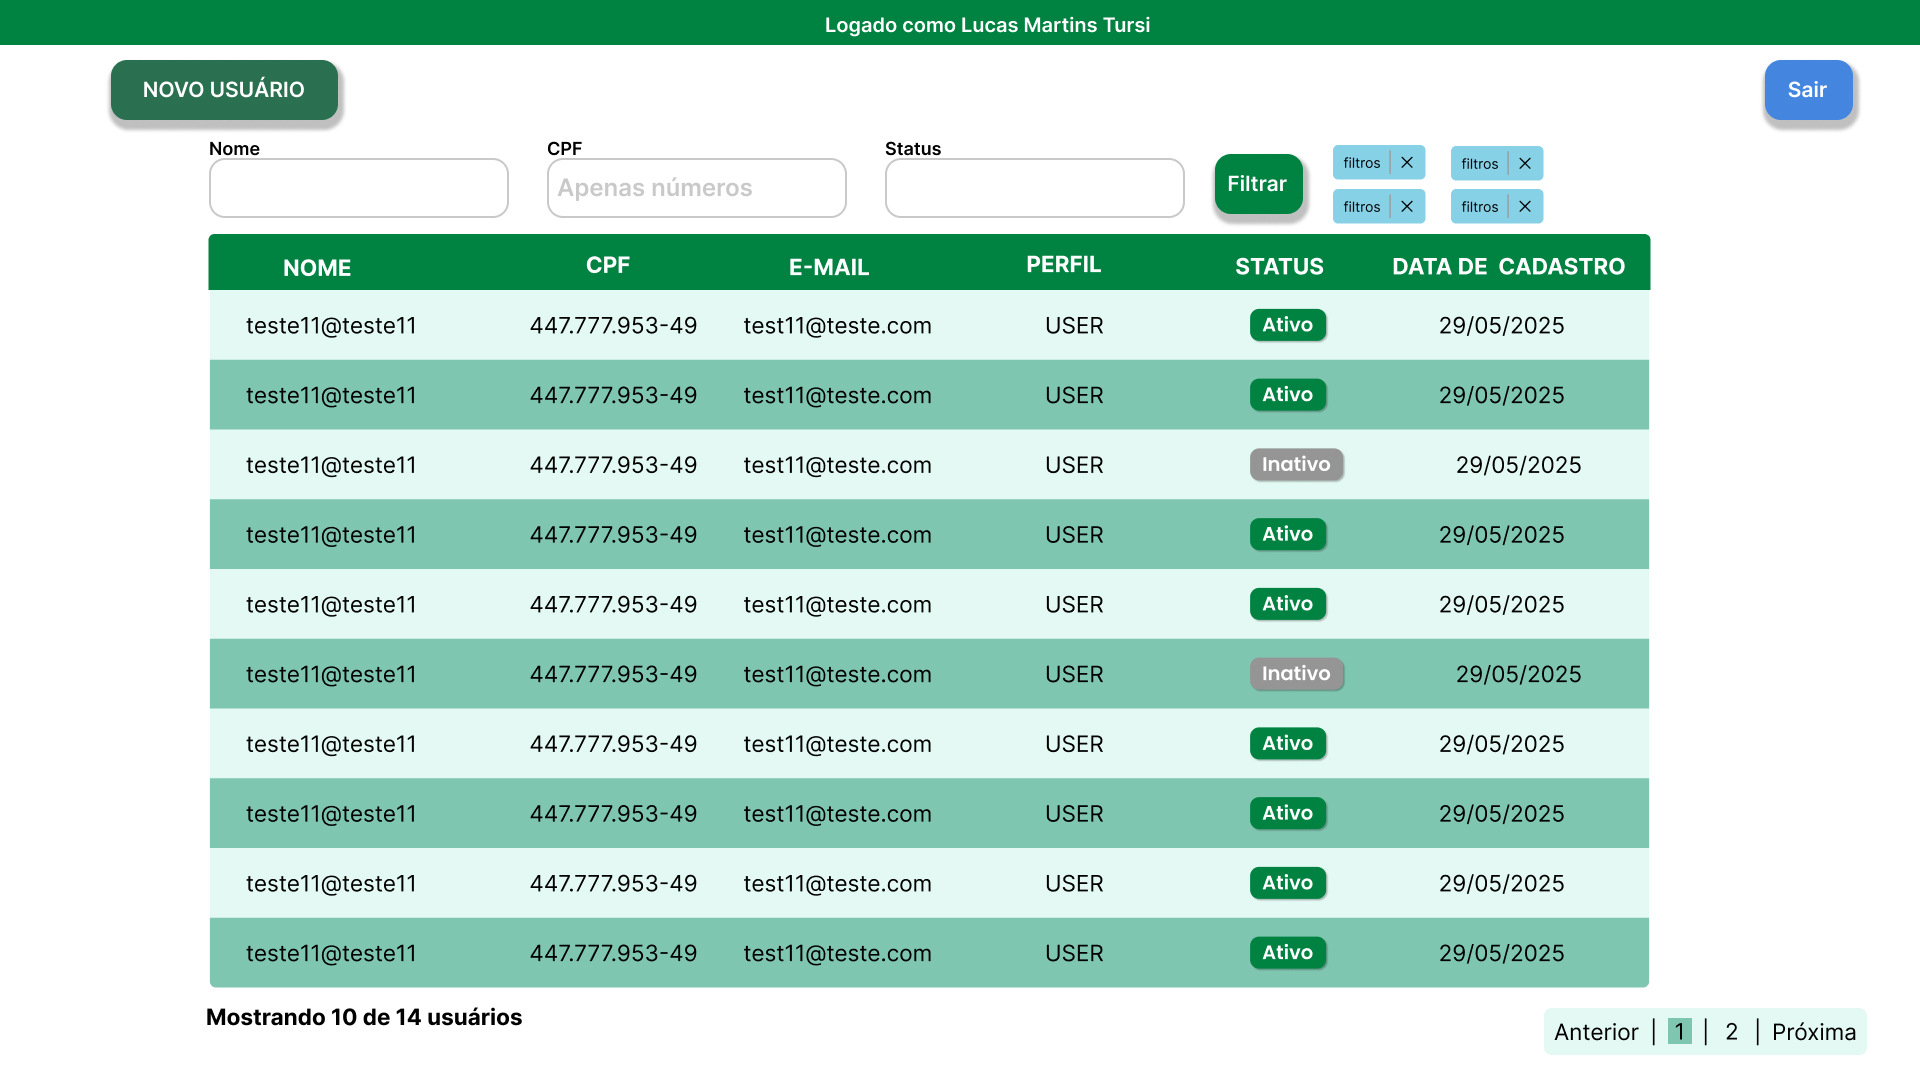 Logado como Lucas Martins Tursi
NOVO USUÁRIO
Sair
Nome
CPF
Status
Apenas números
Filtrar
filtros
filtros
filtros
filtros
NOME CPF E-MAIL PERFIL STATUS DATA DE CADASTRO
teste11@teste11 447.777.953-49 test11@teste.com USER Ativo 29/05/2025
teste11@teste11 447.777.953-49 test11@teste.com USER Ativo 29/05/2025
teste11@teste11 447.777.953-49 test11@teste.com USER Inativo 29/05/2025
teste11@teste11 447.777.953-49 test11@teste.com USER Ativo 29/05/2025
teste11@teste11 447.777.953-49 test11@teste.com USER Ativo 29/05/2025
teste11@teste11 447.777.953-49 test11@teste.com USER Inativo 29/05/2025
teste11@teste11 447.777.953-49 test11@teste.com USER Ativo 29/05/2025
teste11@teste11 447.777.953-49 test11@teste.com USER Ativo 29/05/2025
teste11@teste11 447.777.953-49 test11@teste.com USER Ativo 29/05/2025
teste11@teste11 447.777.953-49 test11@teste.com USER Ativo 29/05/2025
Mostrando 10 de 14 usuários
Anterior | 1 | 2 | Próxima